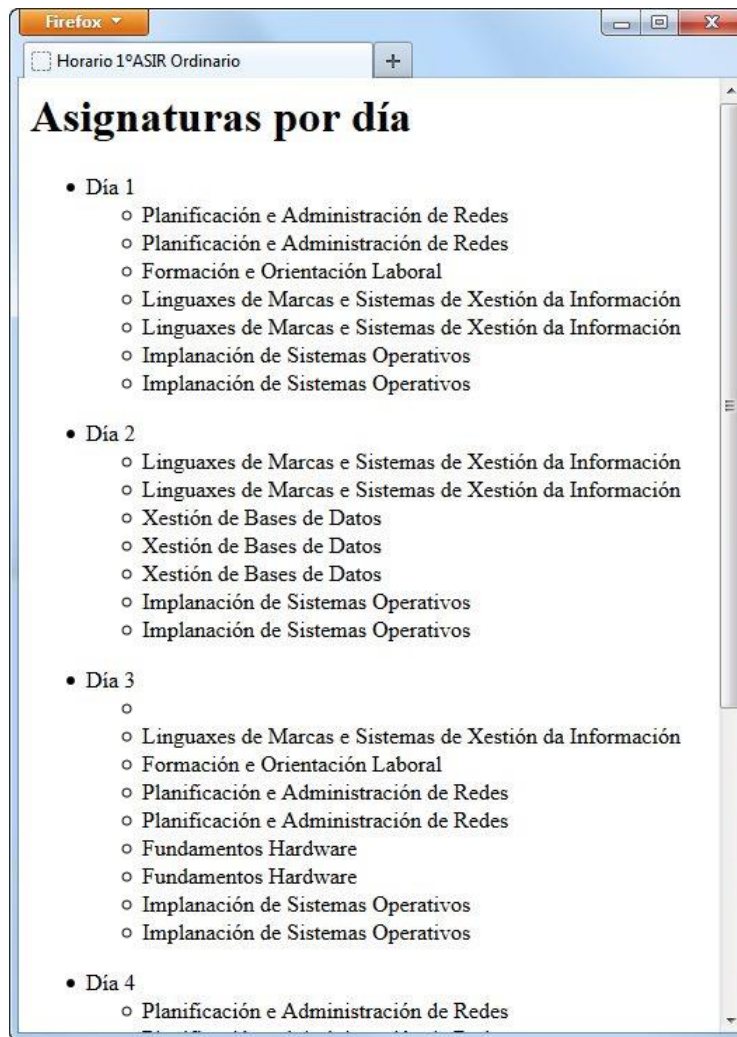 Firefox
Horario 1ºASIR Ordinario
Asignaturas por día
Día 1
Planificación e Administración de Redes
Planificación e Administración de Redes
Formación e Orientación Laboral
Linguaxes de Marcas e Sistemas de Xestión da Información
Linguaxes de Marcas e Sistemas de Xestión da Información
Implanación de Sistemas Operativos
Implanación de Sistemas Operativos
Día 2
Linguaxes de Marcas e Sistemas de Xestión da Información
Linguaxes de Marcas e Sistemas de Xestión da Información
Xestión de Bases de Datos
Xestión de Bases de Datos
Xestión de Bases de Datos
Implanación de Sistemas Operativos
Implanación de Sistemas Operativos
Día 3
Linguaxes de Marcas e Sistemas de Xestión da Información
Formación e Orientación Laboral
Planificación e Administración de Redes
Planificación e Administración de Redes
Fundamentos Hardware
Fundamentos Hardware
Implanación de Sistemas Operativos
Implanación de Sistemas Operativos
Día 4
Planificación e Administración de Redes